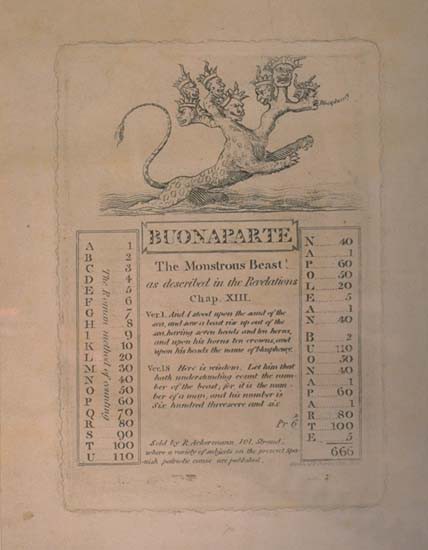 Blasphemy
BUONAPARTE
The Monstrous Beast!
as described in the Revelations
Chap. XIII.
Ver.1. And I stood upon the sand of the
sea, and saw a beast rise up out of the
sea, having seven heads and ten horns,
and upon his horns ten crowns, and
upon his heads the name of blasphemy.
Ver.18 Here is wisdom. Let him that
hath understanding count the num-
ber of the beast; for it is the num-
ber of a man, and his number is
Six hundred threescore and six
Pr 6
Sold by R. Ackermann, 101, Strand,
where a variety of subjects on the present Spa-
nish patriotic cause are published.
A 1
B 2
C 3
D 4
E 5
F 6
G 7
H 8
I 9
K 10
L 20
M 30
N 40
O 50
P 60
Q 70
R 80
S 90
T 100
U 110
The Roman method of counting
N 40
A 1
P 60
O 50
L 20
E 5
A 1
N 40
B 2
U 110
O 50
N 40
A 1
P 60
A 1
R 80
T 100
E 5
666